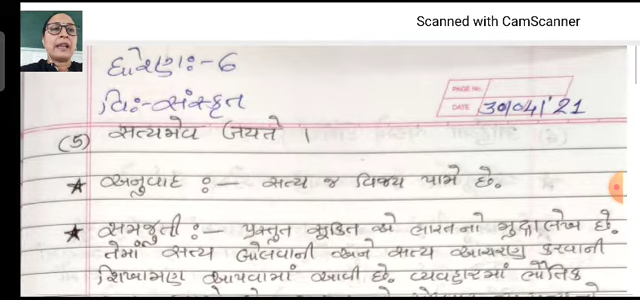 Scanned with CamScanner
ધોરણ:- 6
વિ:- સંસ્કૃત
PAGE No.
DATE 30/04/'21
(5) સત્યમેવ જયતે ।
★ અનુવાદ :- સત્ય જ વિજય પામે છે.
★ સમજુતી :- પ્રસ્તુત સૂક્તિ એ ભારતનો મુદ્રાલેખ છે.
તેમાં સત્ય બોલવાની અને સત્ય આચરણ કરવાની
શિખામણ આપવામાં આવી છે. વ્યવહારમાં ભૌતિક